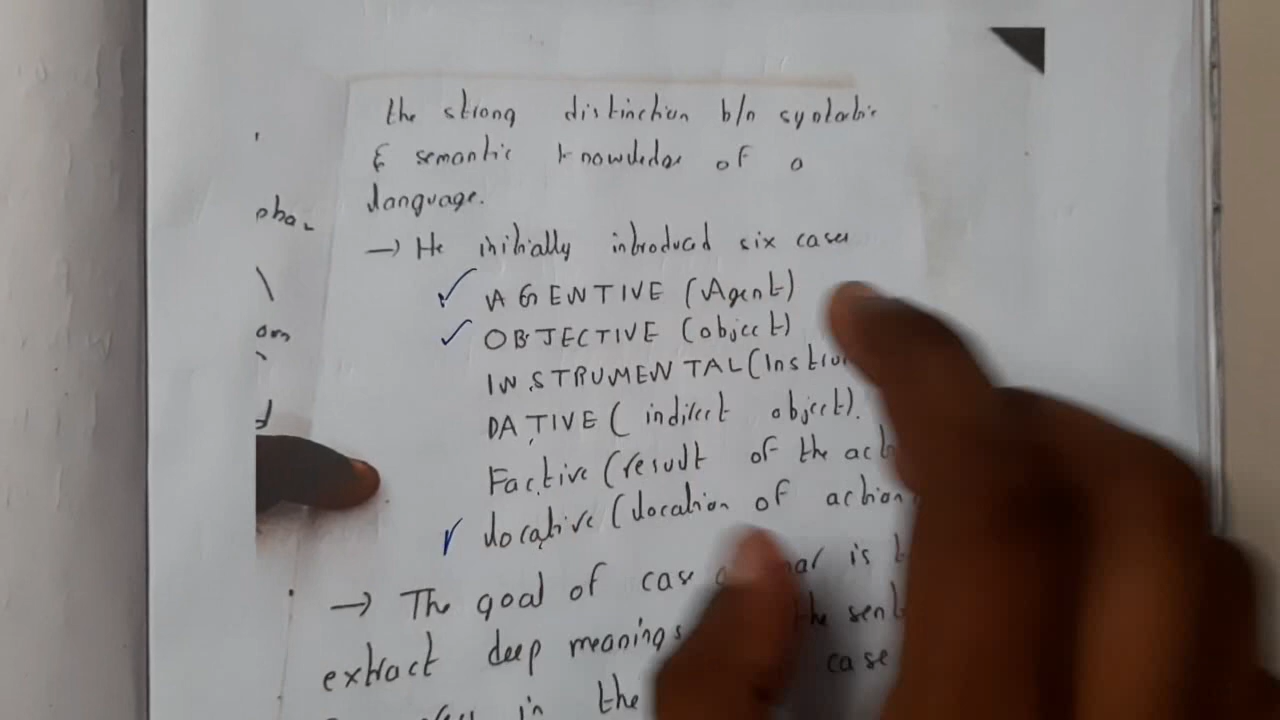 the strong distinction b/n syntactic
& semantic knowledge of a
language.
→ He initially introduced six cases
✓ AGENTIVE (Agent)
✓ OBJECTIVE (object)
INSTRUMENTAL (Instru
DATIVE ( indirect object).
Factive (result of the act
✓ locative (location of action
→ The goal of case is t
extract deep meanings the sent
in the case